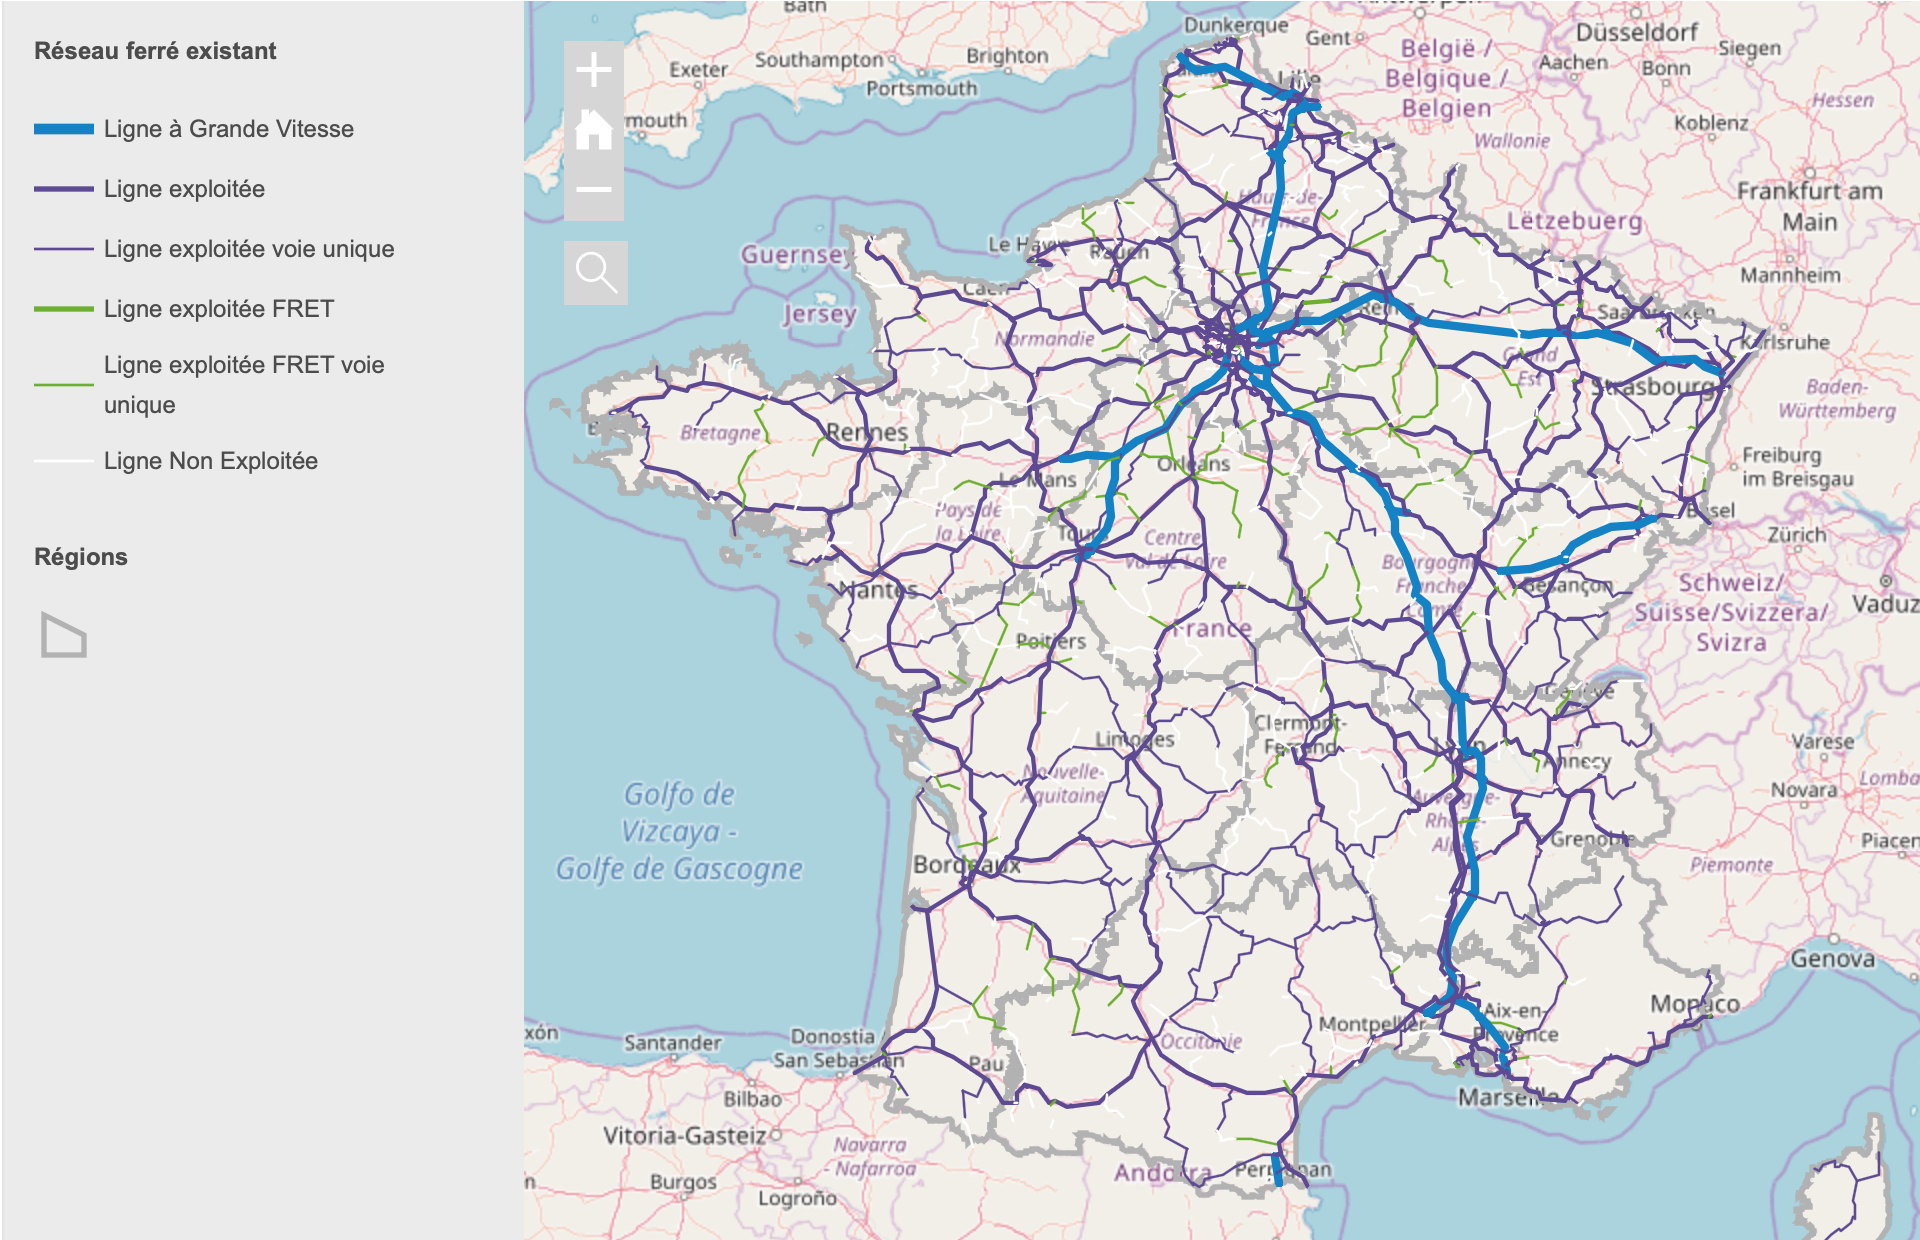 Réseau ferré existant
Ligne à Grande Vitesse
Ligne exploitée
Ligne exploitée voie unique
Ligne exploitée FRET
Ligne exploitée FRET voie
unique
Ligne Non Exploitée
Régions
Bath
Dunkerque
Gent
België /
Belgique /
Belgien
Düsseldorf
Siegen
Aachen
Bonn
Southampton
Brighton
Exeter
Portsmouth
mouth
Lille
Hessen
Koblenz
Wallonie
Frankfurt am
Main
Lëtzebuerg
Hauts-de-
France
Guernsey
Le Havre
Rouen
Mannheim
Jersey
Caen
Reims
Saarbrücken
Normandie
Grand
Est
Karlsruhe
Strasbourg
Baden-
Württemberg
Bretagne
Rennes
Orléans
Le Mans
Freiburg
im Breisgau
Pays de
la Loire
Tours
Centre
Val de Loire
Basel
Zürich
Bourgogne
Franche
Comté
Besançon
Nantes
Schweiz/
Suisse/Svizzera/
Svizra
Vaduz
Poitiers
France
Genève
Clermont-
Ferrand
Limoges
Lyon
Annecy
Varese
Nouvelle-
Aquitaine
Novara
Lomba
Golfo de
Vizcaya -
Golfe de Gascogne
Auvergne-
Rhône-
Alpes
Grenoble
Piacen
Piemonte
Bordeaux
Genova
Monaco
Aix-en-
Provence
Montpellier
Occitanie
xón
Santander
Donostia
San Sebastián
Pau
Bilbao
Marseille
Vitoria-Gasteiz
Navarra
- Nafarroa
Andorra
Perpignan
n
Burgos
Logroño